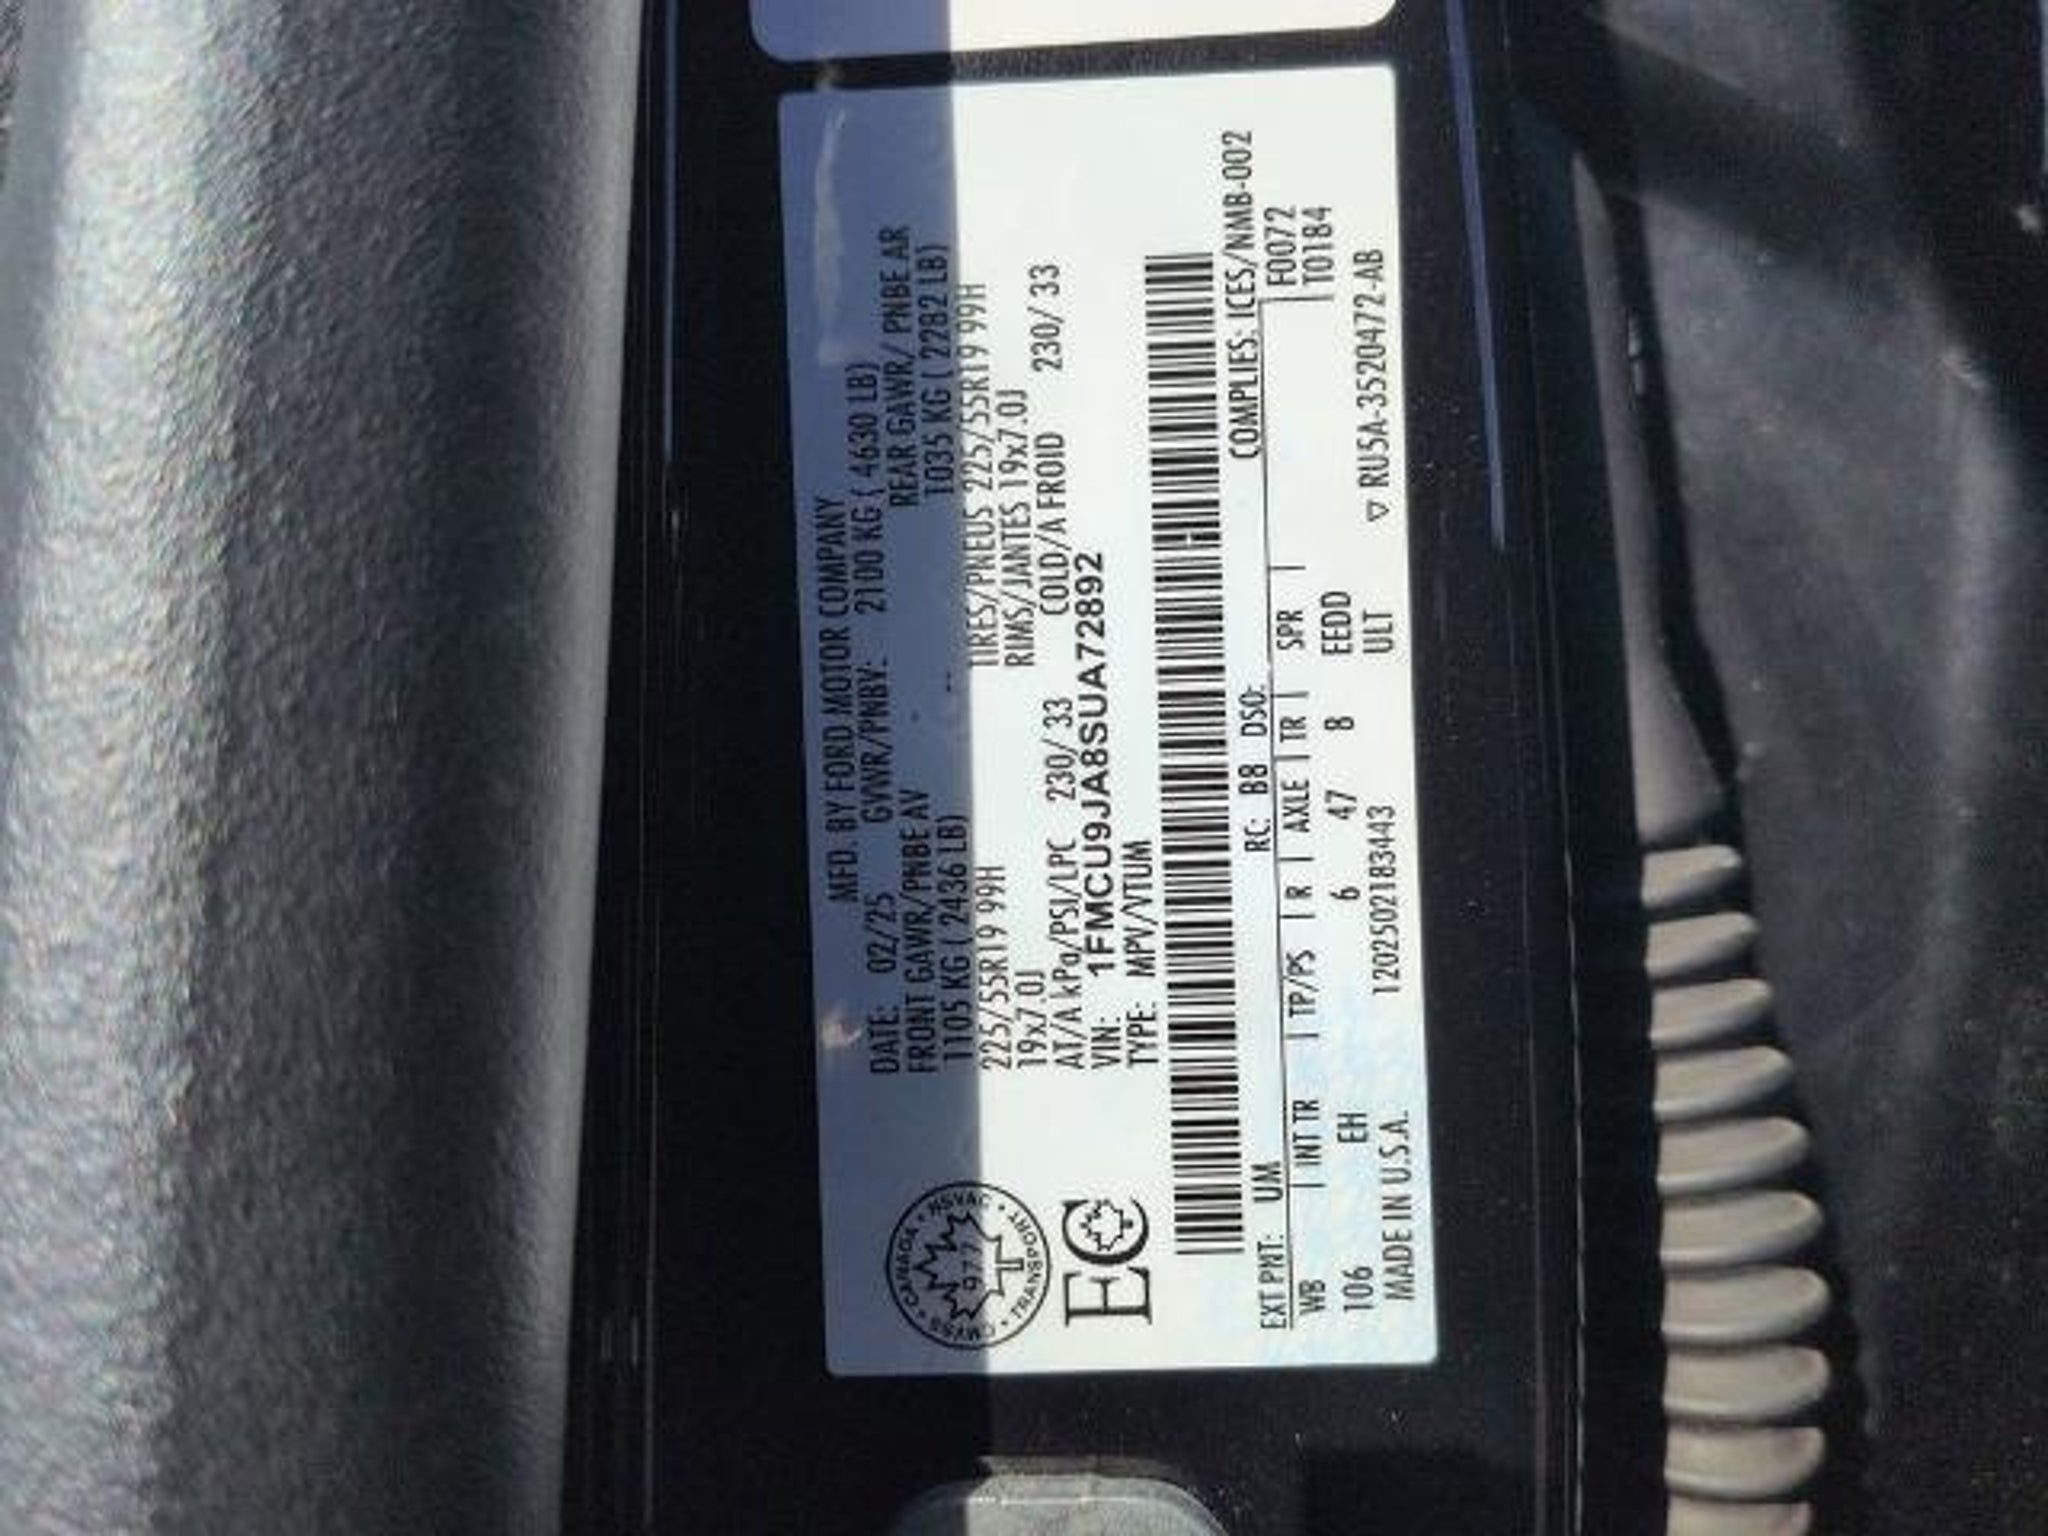 MFD. BY FORD MOTOR COMPANY
DATE: 02/25 GVWR/PNBV: 2100 KG ( 4630 LB)
FRONT GAWR/PNBE AV REAR GAWR/ PNBE AR
1105 KG ( 2436 LB) 1035 KG ( 2282 LB)
225/55R19 99H TIRES/PNEUS 225/55R19 99H
19x7.0J RIMS/JANTES 19x7.0J
AT/A kPa/PSI/LPC 230/ 33 COLD/A FROID 230/ 33
VIN: 1FMCU9JA8SUA72892
TYPE: MPV/VTUM
CANADA • NSVAC • TRANSPORT • CMVSS •
977
EC
COMPLIES: ICES/NMB-002
EXT PNT: UM RC: B8 DSO: F0072
WB | INT TR | TP/PS | R | AXLE | TR | SPR | T0184
106 EH 6 47 8 EEDD
MADE IN U.S.A. 1202502183443 ULT ▽ RU5A-3520472-AB